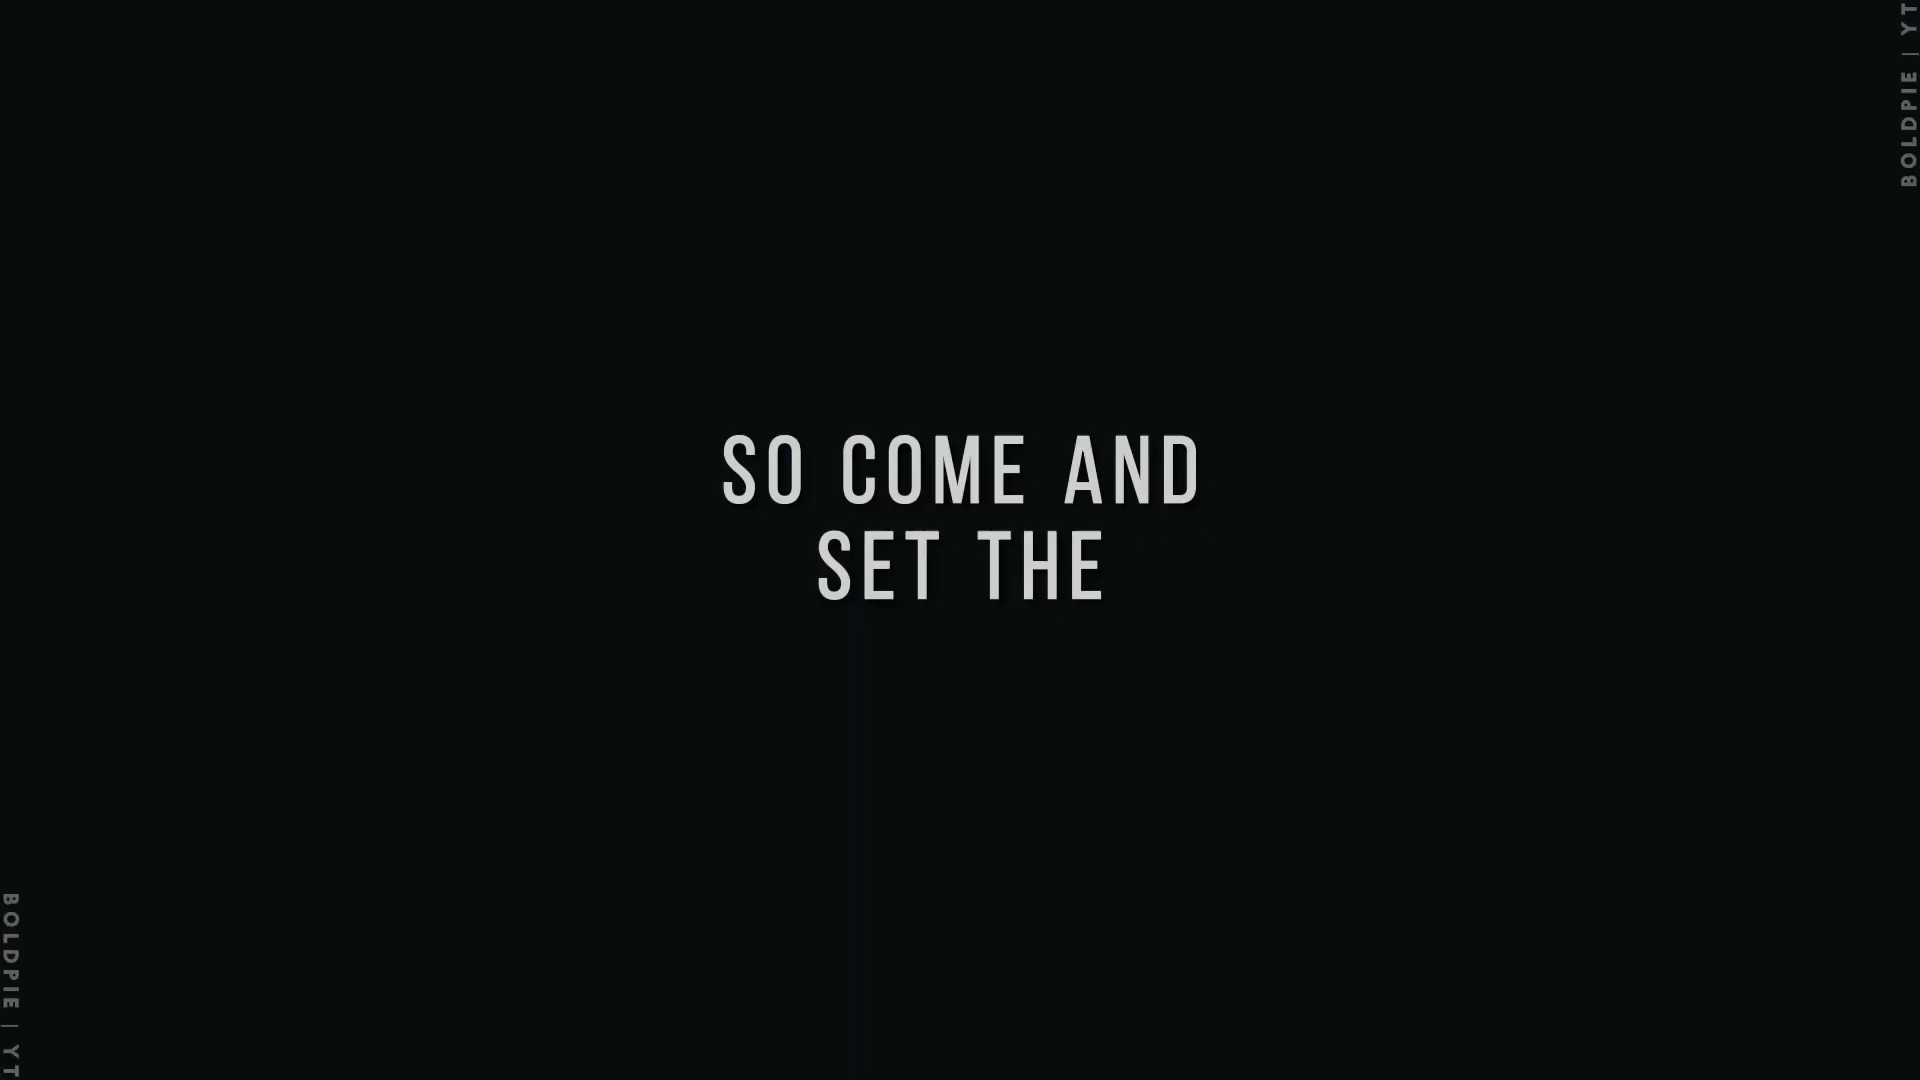 BOLDPIE | YT
SO COME AND
SET THE
BOLDPIE | YT